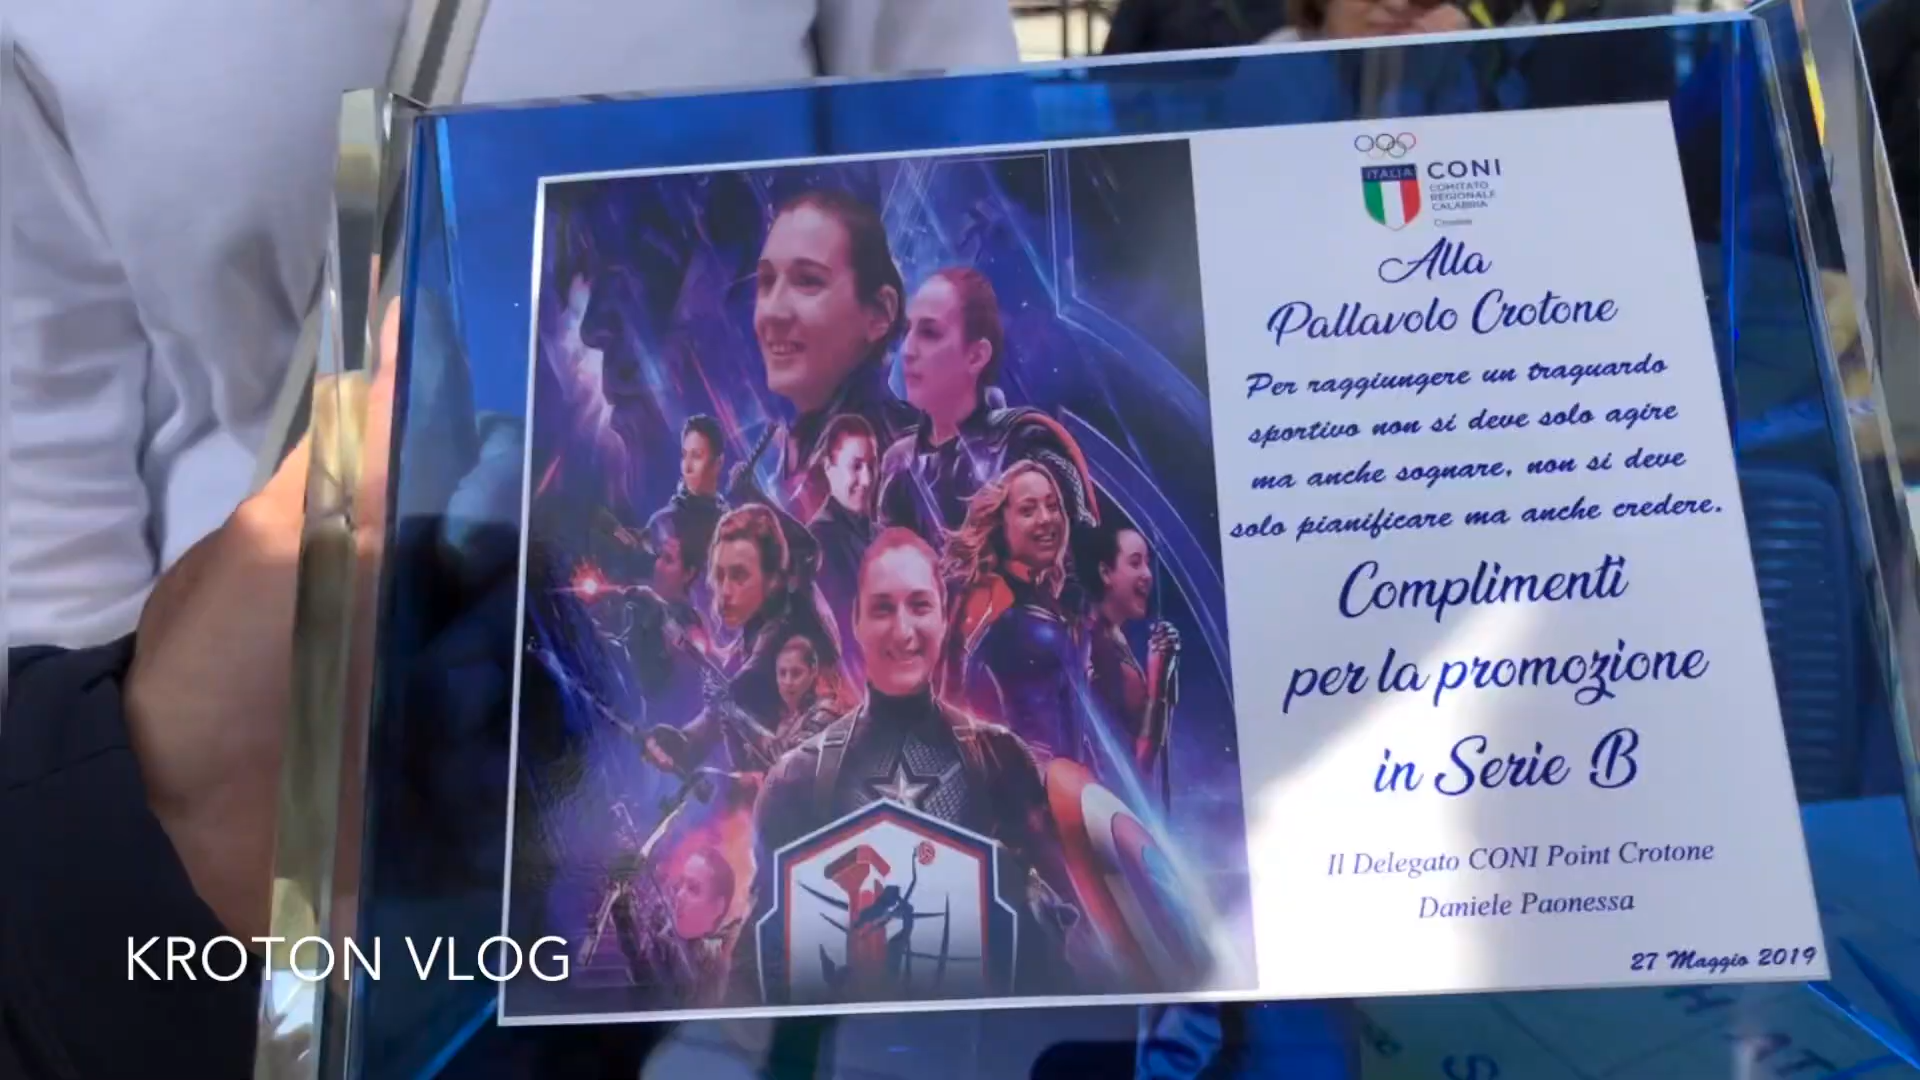 ITALIA
CONI
COMITATO
REGIONALE
CALABRIA
Crotone
Alla
Pallavolo Crotone
Per raggiungere un traguardo
sportivo non si deve solo agire
ma anche sognare, non si deve
solo pianificare ma anche credere.
Complimenti
per la promozione
in Serie B
Il Delegato CONI Point Crotone
Daniele Paonessa
27 Maggio 2019
KROTON VLOG